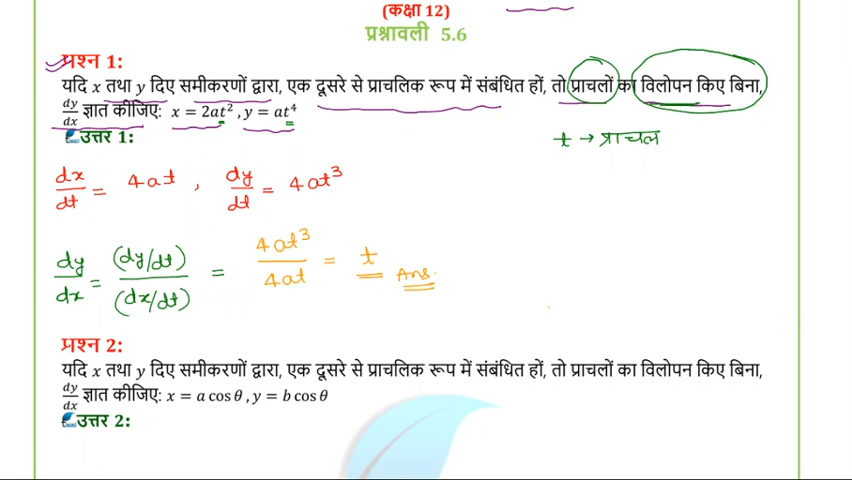 (कक्षा 12)
प्रश्नावली 5.6
प्रश्न 1:
यदि x तथा y दिए समीकरणों द्वारा, एक दूसरे से प्राचलिक रूप में संबंधित हों, तो प्राचलों का विलोपन किए बिना,
dy/dx ज्ञात कीजिए: x = 2at², y = at⁴
उत्तर 1:
t → प्राचल
dx/dt = 4at , dy/dt = 4at³
dy/dx = (dy/dt)/(dx/dt) = 4at³/4at = t Ans.
प्रश्न 2:
यदि x तथा y दिए समीकरणों द्वारा, एक दूसरे से प्राचलिक रूप में संबंधित हों, तो प्राचलों का विलोपन किए बिना,
dy/dx ज्ञात कीजिए: x = a cos θ , y = b cos θ
उत्तर 2: